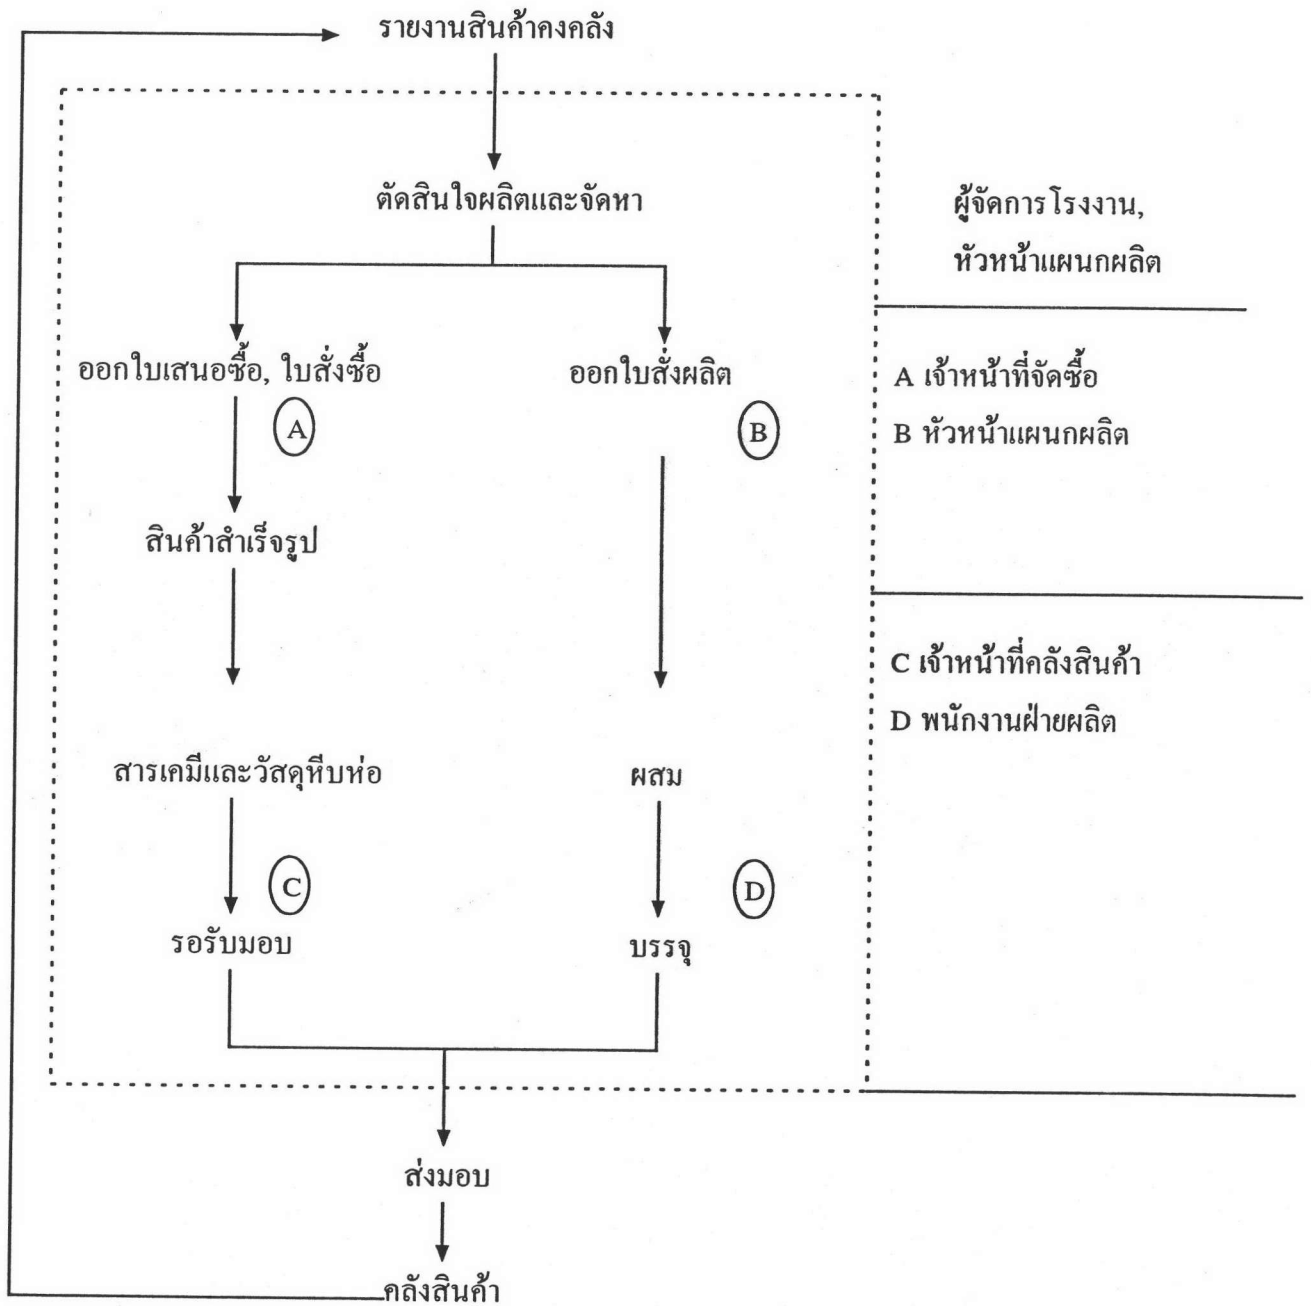 รายงานสินค้าคงคลัง
ตัดสินใจผลิตและจัดหา
ผู้จัดการโรงงาน,
หัวหน้าแผนกผลิต
ออกใบเสนอซื้อ, ใบสั่งซื้อ
ออกใบสั่งผลิต
A เจ้าหน้าที่จัดซื้อ
A
B
B หัวหน้าแผนกผลิต
สินค้าสำเร็จรูป
C เจ้าหน้าที่คลังสินค้า
D พนักงานฝ่ายผลิต
สารเคมีและวัสดุหีบห่อ
ผสม
C
D
รอรับมอบ
บรรจุ
ส่งมอบ
คลังสินค้า